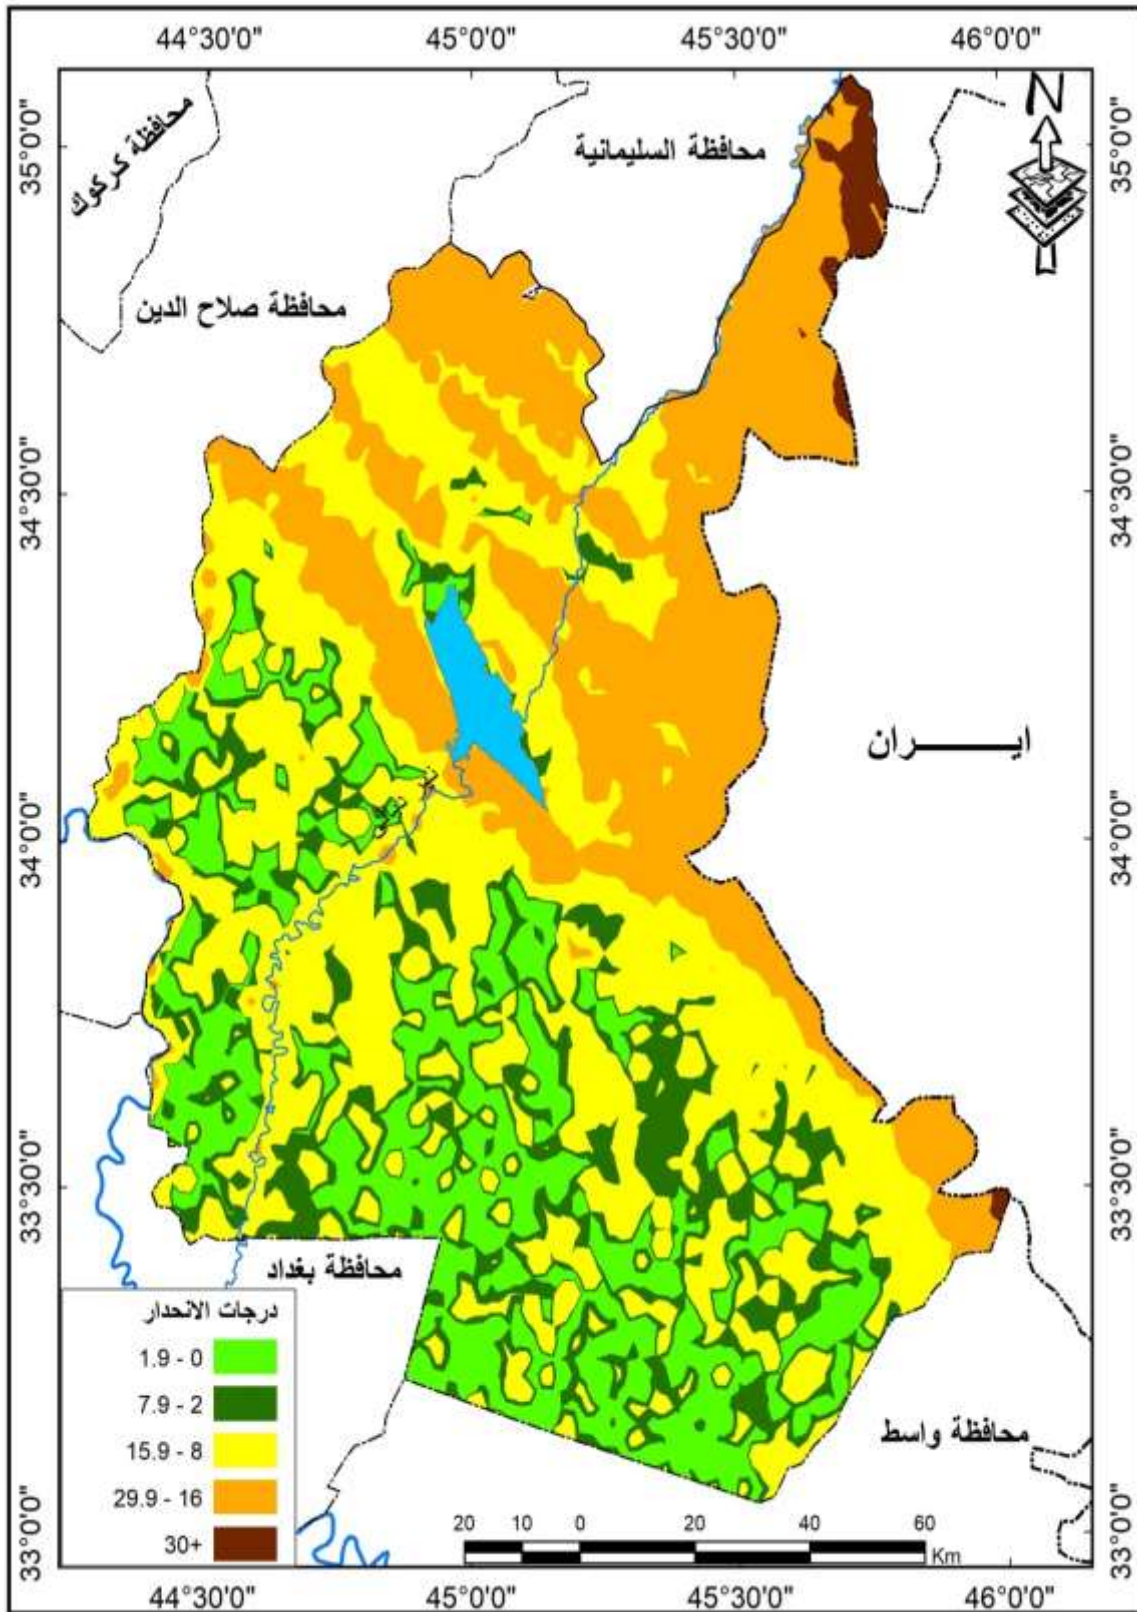 44°30'0"
45°0'0"
45°30'0"
46°0'0"
N
35°0'0"
35°0'0"
محافظة كركوك
محافظة السليمانية
محافظة صلاح الدين
34°30'0"
34°30'0"
ايـــــران
34°0'0"
34°0'0"
33°30'0"
33°30'0"
محافظة بغداد
درجات الانحدار
1.9 - 0
7.9 - 2
15.9 - 8
29.9 - 16
30+
محافظة واسط
33°0'0"
33°0'0"
20 10 0 20 40 60
Km
44°30'0"
45°0'0"
45°30'0"
46°0'0"